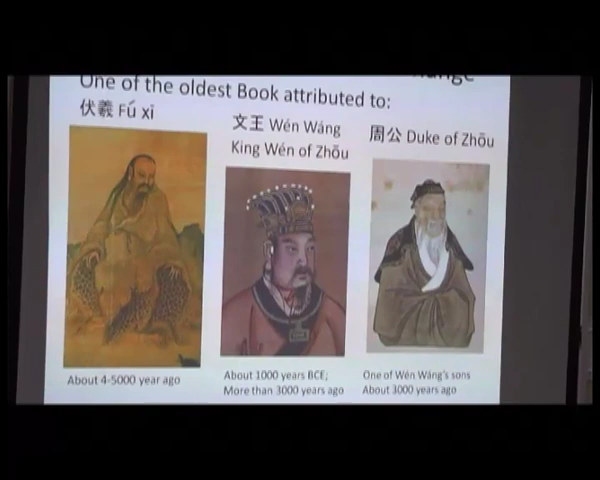 One of the oldest Book attributed to:
伏羲 Fú xi
文王 Wén Wáng
King Wén of Zhōu
周公 Duke of Zhōu
About 4-5000 year ago
About 1000 years BCE;
More than 3000 years ago
One of Wén Wáng's sons
About 3000 years ago